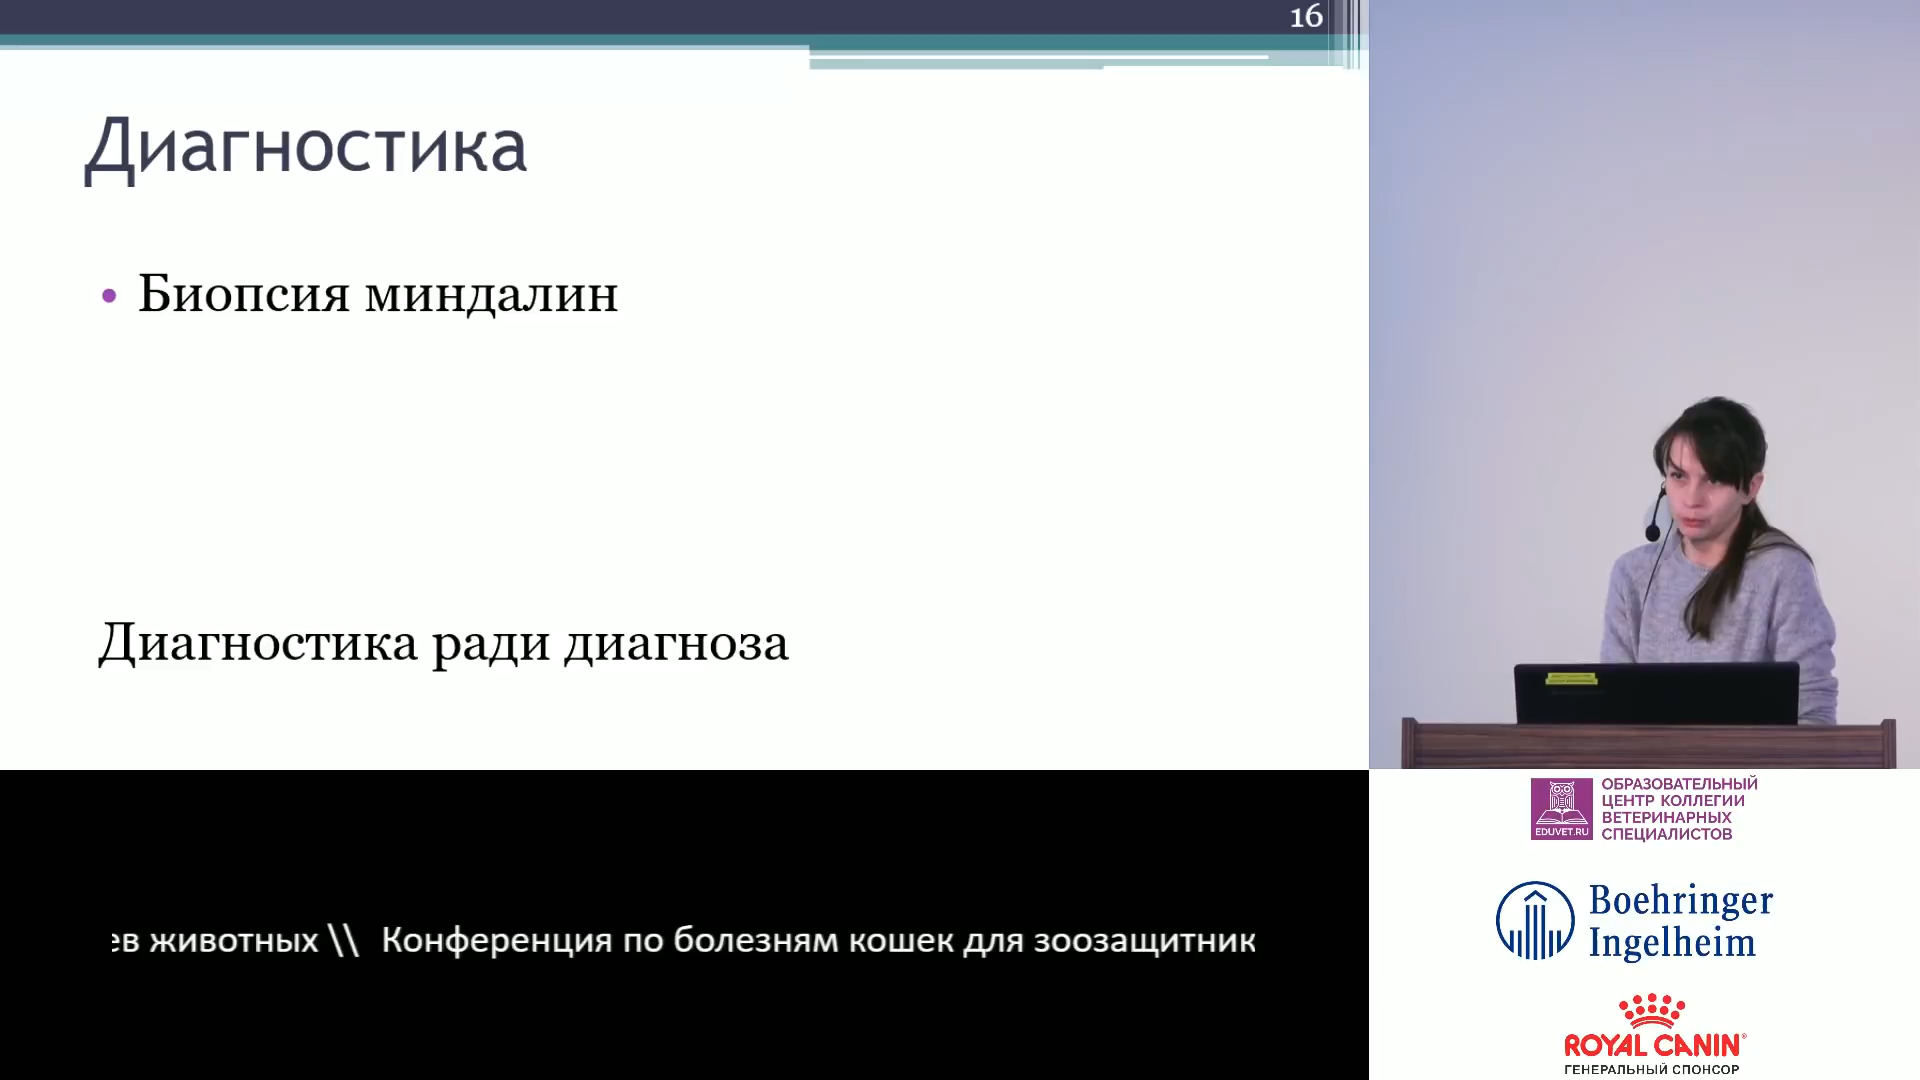 16
Диагностика
• Биопсия миндалин
Диагностика ради диагноза
ев животных \\ Конференция по болезням кошек для зоозащитник
ОБРАЗОВАТЕЛЬНЫЙ
ЦЕНТР КОЛЛЕГИИ
ВЕТЕРИНАРНЫХ
СПЕЦИАЛИСТОВ
EDUVET.RU
Boehringer
Ingelheim
ROYAL CANIN
ГЕНЕРАЛЬНЫЙ СПОНСОР